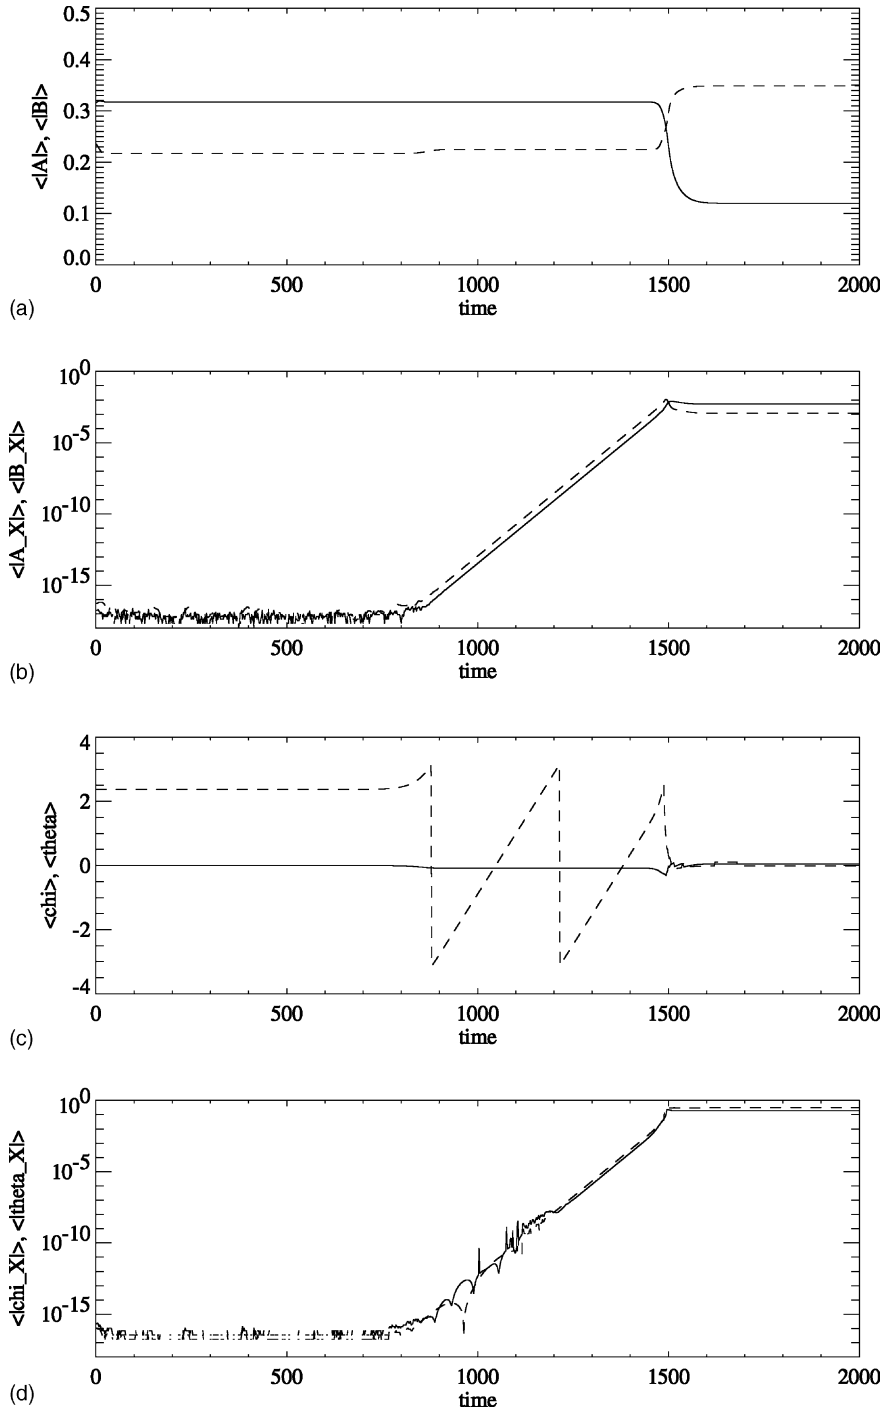 0.5
0.4
0.3
0.2
0.1
0.0
<|A|>, <|B|>
0 500 1000 1500 2000
time
(a)
10^0
10^-5
10^-10
10^-15
<|A_X|>, <|B_X|>
0 500 1000 1500 2000
time
(b)
4
2
0
-2
-4
<chi>, <theta>
0 500 1000 1500 2000
time
(c)
10^0
10^-5
10^-10
10^-15
<|chi_X|>, <|theta_X|>
0 500 1000 1500 2000
time
(d)